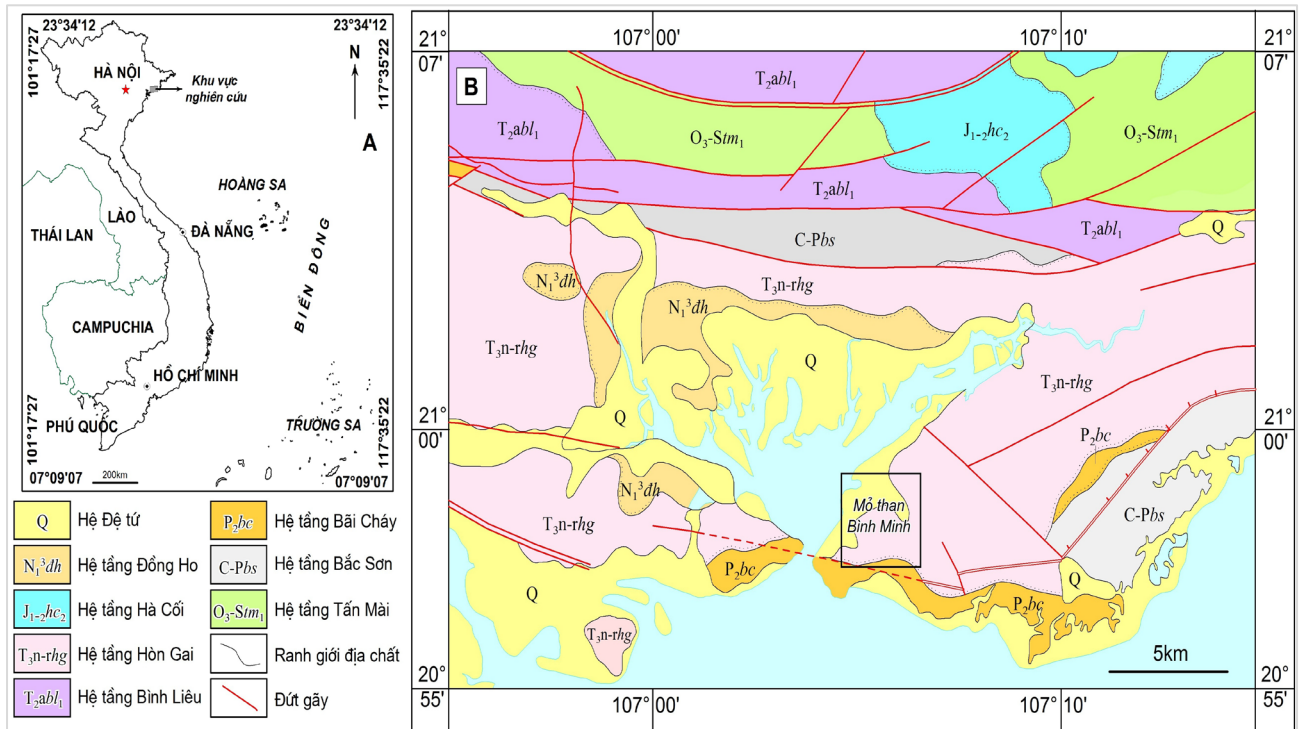 23°34'12
23°34'12
101°17'27
117°35'22
N
A
HÀ NỘI
Khu vực
nghiên cứu
HOÀNG SA
LÀO
ĐÀ NẴNG
THÁI LAN
BIỂN ĐÔNG
CAMPUCHIA
HỒ CHÍ MINH
PHÚ QUỐC
TRƯỜNG SA
101°17'27
117°35'22
07°09'07
200km
07°09'07
Q Hệ Đệ tứ
N₁³dh Hệ tầng Đồng Ho
J₁₋₂hc₂ Hệ tầng Hà Cối
T₃n-rhg Hệ tầng Hòn Gai
T₂abl₁ Hệ tầng Bình Liêu
P₂bc Hệ tầng Bãi Cháy
C-Pbs Hệ tầng Bắc Sơn
O₃-Stm₁ Hệ tầng Tấn Mài
Ranh giới địa chất
Đứt gãy
107°00'
107°10'
21°
07'
21°
07'
B
T₂abl₁
T₂abl₁
O₃-Stm₁
J₁₋₂hc₂
O₃-Stm₁
T₂abl₁
T₂abl₁
Q
C-Pbs
N₁³dh
T₃n-rhg
N₁³dh
T₃n-rhg
Q
T₃n-rhg
21°
00'
Q
P₂bc
21°
00'
N₁³dh
Mỏ than
Bình Minh
C-Pbs
T₃n-rhg
P₂bc
Q
Q
P₂bc
T₃n-rhg
5km
20°
55'
20°
55'
107°00'
107°10'